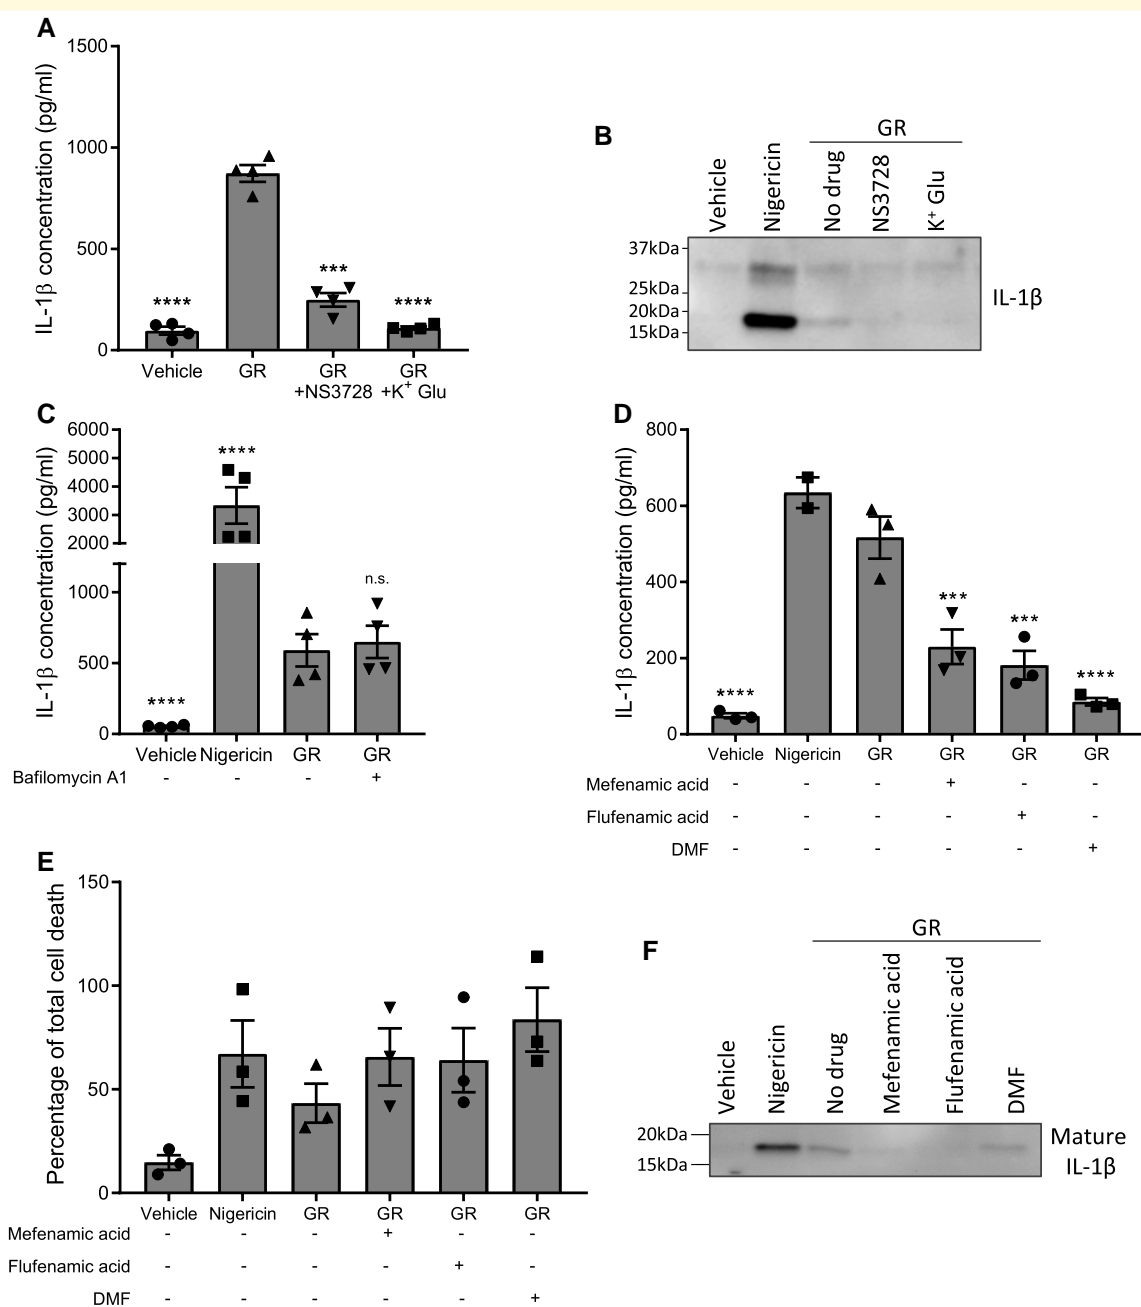 A
1500
1000
500
0
IL-1β concentration (pg/ml)
****
***
****
Vehicle GR GR GR
+NS3728 +K⁺ Glu
B
GR
Vehicle
Nigericin
No drug
NS3728
K⁺ Glu
37kDa
25kDa
20kDa
15kDa
IL-1β
C
6000
5000
4000
3000
2000
1000
500
0
IL-1β concentration (pg/ml)
****
****
n.s.
Vehicle Nigericin GR GR
Bafilomycin A1 - - - +
D
800
600
400
200
0
IL-1β concentration (pg/ml)
****
***
***
****
Vehicle Nigericin GR GR GR GR
Mefenamic acid - - - + - -
Flufenamic acid - - - - + -
DMF - - - - - +
E
150
100
50
0
Percentage of total cell death
Vehicle Nigericin GR GR GR GR
Mefenamic acid - - - + - -
Flufenamic acid - - - - + -
DMF - - - - - +
F
GR
Vehicle
Nigericin
No drug
Mefenamic acid
Flufenamic acid
DMF
20kDa
15kDa
Mature
IL-1β